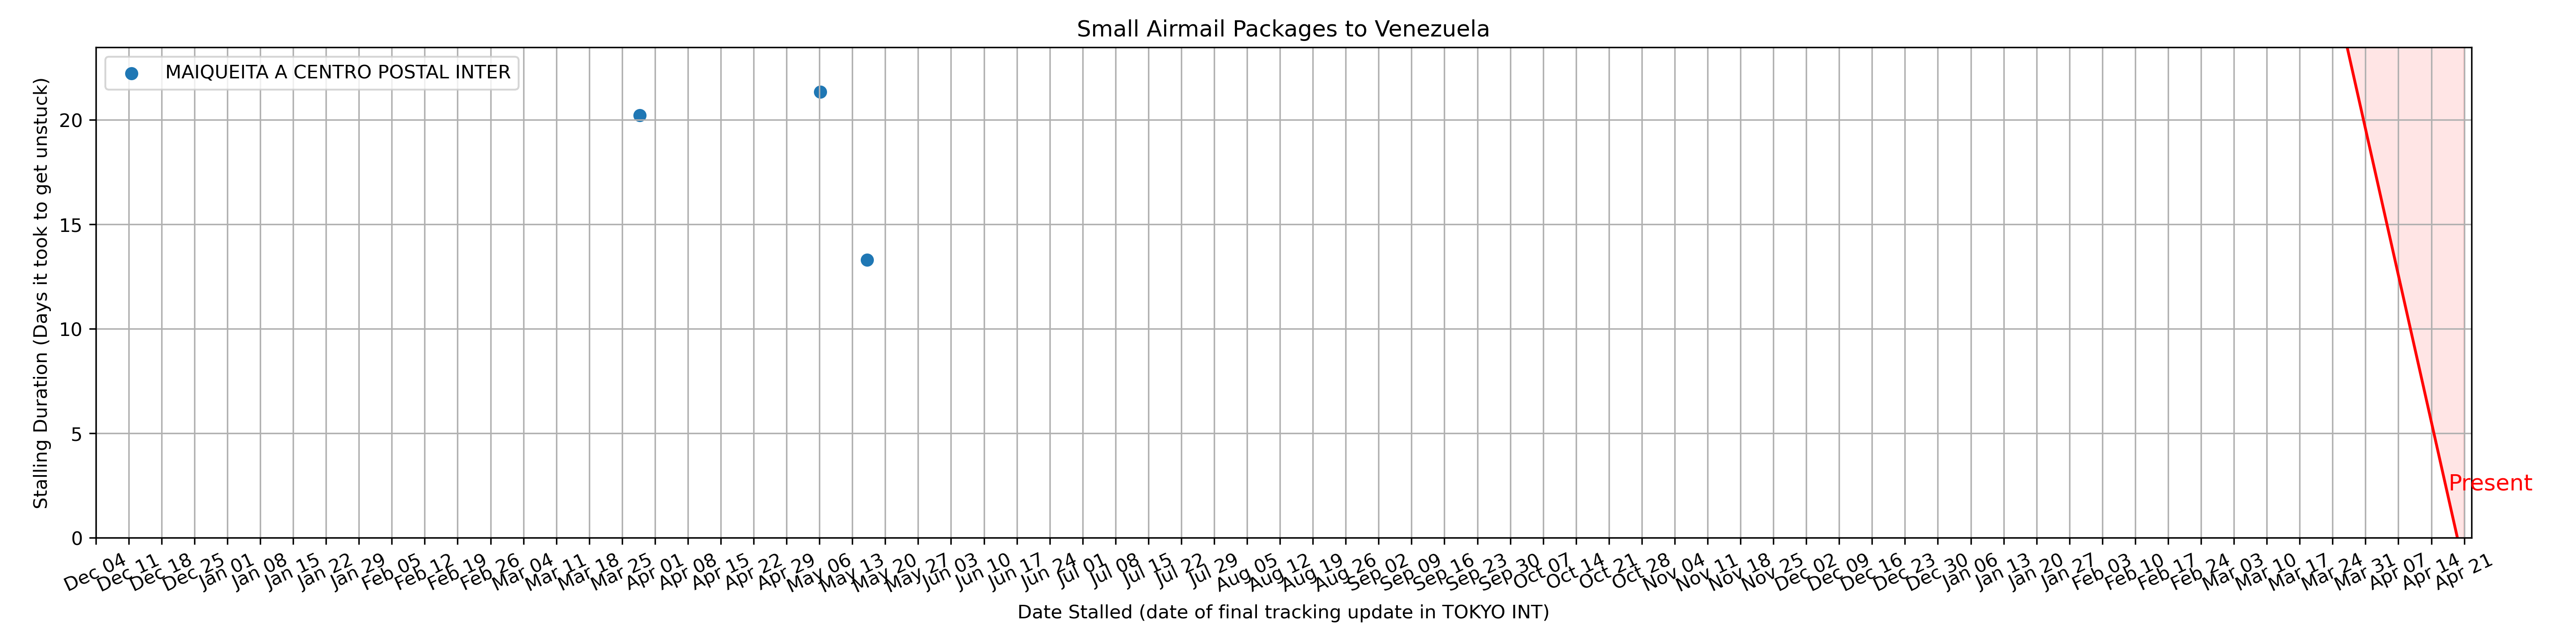 Small Airmail Packages to Venezuela
MAIQUEITA A CENTRO POSTAL INTER
Stalling Duration (Days it took to get unstuck)
20
15
10
5
0
Present
Dec 04
Dec 11
Dec 18
Dec 25
Jan 01
Jan 08
Jan 15
Jan 22
Jan 29
Feb 05
Feb 12
Feb 19
Feb 26
Mar 04
Mar 11
Mar 18
Mar 25
Apr 01
Apr 08
Apr 15
Apr 22
Apr 29
May 06
May 13
May 20
May 27
Jun 03
Jun 10
Jun 17
Jun 24
Jul 01
Jul 08
Jul 15
Jul 22
Jul 29
Aug 05
Aug 12
Aug 19
Aug 26
Sep 02
Sep 09
Sep 16
Sep 23
Sep 30
Oct 07
Oct 14
Oct 21
Oct 28
Nov 04
Nov 11
Nov 18
Nov 25
Dec 02
Dec 09
Dec 16
Dec 23
Dec 30
Jan 06
Jan 13
Jan 20
Jan 27
Feb 03
Feb 10
Feb 17
Feb 24
Mar 03
Mar 10
Mar 17
Mar 24
Mar 31
Apr 07
Apr 14
Apr 21
Date Stalled (date of final tracking update in TOKYO INT)